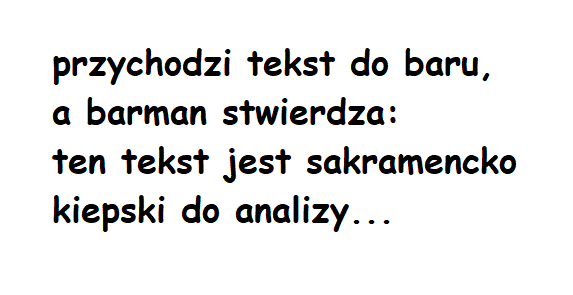 przychodzi tekst do baru,
a barman stwierdza:
ten tekst jest sakramencko
kiepski do analizy...